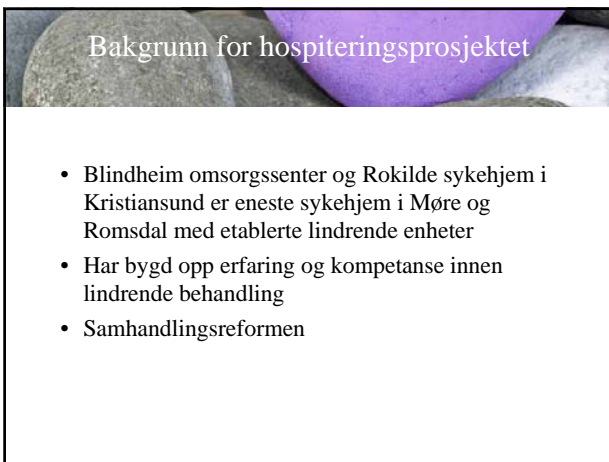 Bakgrunn for hospiteringsprosjektet
• Blindheim omsorgssenter og Rokilde sykehjem i
Kristiansund er eneste sykehjem i Møre og
Romsdal med etablerte lindrende enheter
• Har bygd opp erfaring og kompetanse innen
lindrende behandling
• Samhandlingsreformen